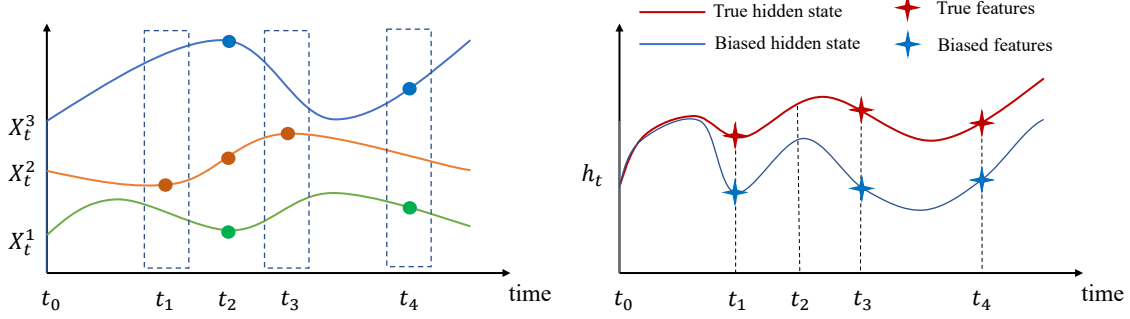 X_t^3
X_t^2
X_t^1
t_0
t_1
t_2
t_3
t_4
time
True hidden state
True features
Biased hidden state
Biased features
h_t
t_0
t_1
t_2
t_3
t_4
time